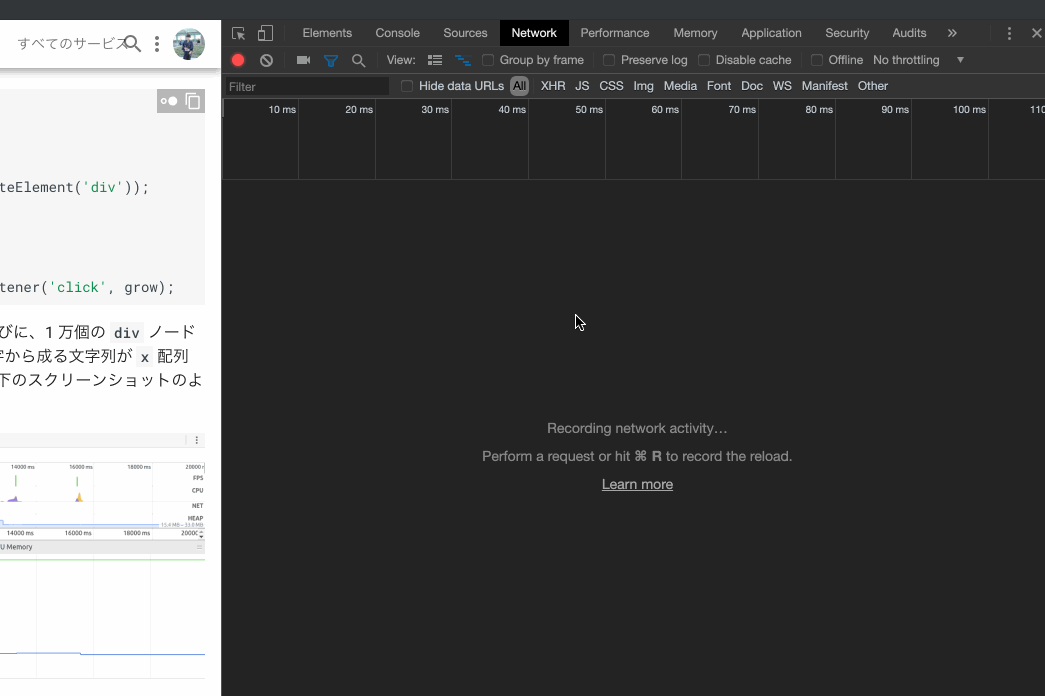 すべてのサービス
Elements Console Sources Network Performance Memory Application Security Audits »
View: Group by frame Preserve log Disable cache Offline No throttling ▼
Filter Hide data URLs All XHR JS CSS Img Media Font Doc WS Manifest Other
10 ms 20 ms 30 ms 40 ms 50 ms 60 ms 70 ms 80 ms 90 ms 100 ms 110
teElement('div'));
tener('click', grow);
びに、1 万個の div ノード
字から成る文字列が x 配列
下のスクリーンショットのよ
Recording network activity…
Perform a request or hit ⌘ R to record the reload.
Learn more
14000 ms 16000 ms 18000 ms 20000
FPS
CPU
NET
HEAP
15.4 MB – 33.0 MB
14000 ms 16000 ms 18000 ms 2000
U Memory